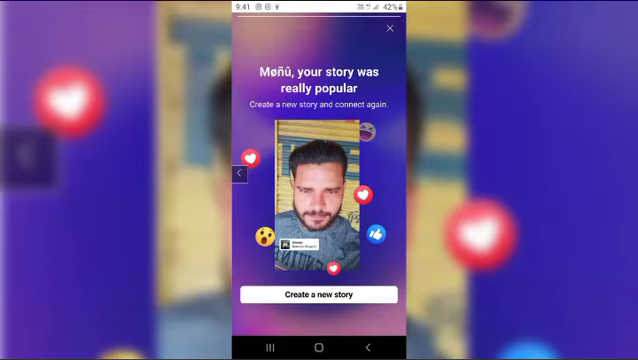 9:41
42%
Møñû, your story was
really popular
Create a new story and connect again.
Create a new story